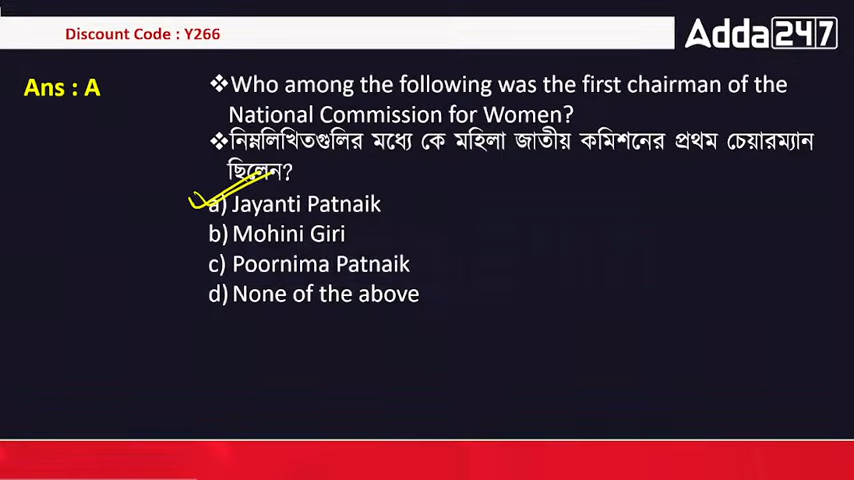 Discount Code : Y266
Adda247
Ans : A
❖Who among the following was the first chairman of the
National Commission for Women?
❖নিম্নলিখিতগুলির মধ্যে কে মহিলা জাতীয় কমিশনের প্রথম চেয়ারম্যান
ছিলেন?
a) Jayanti Patnaik
b) Mohini Giri
c) Poornima Patnaik
d) None of the above